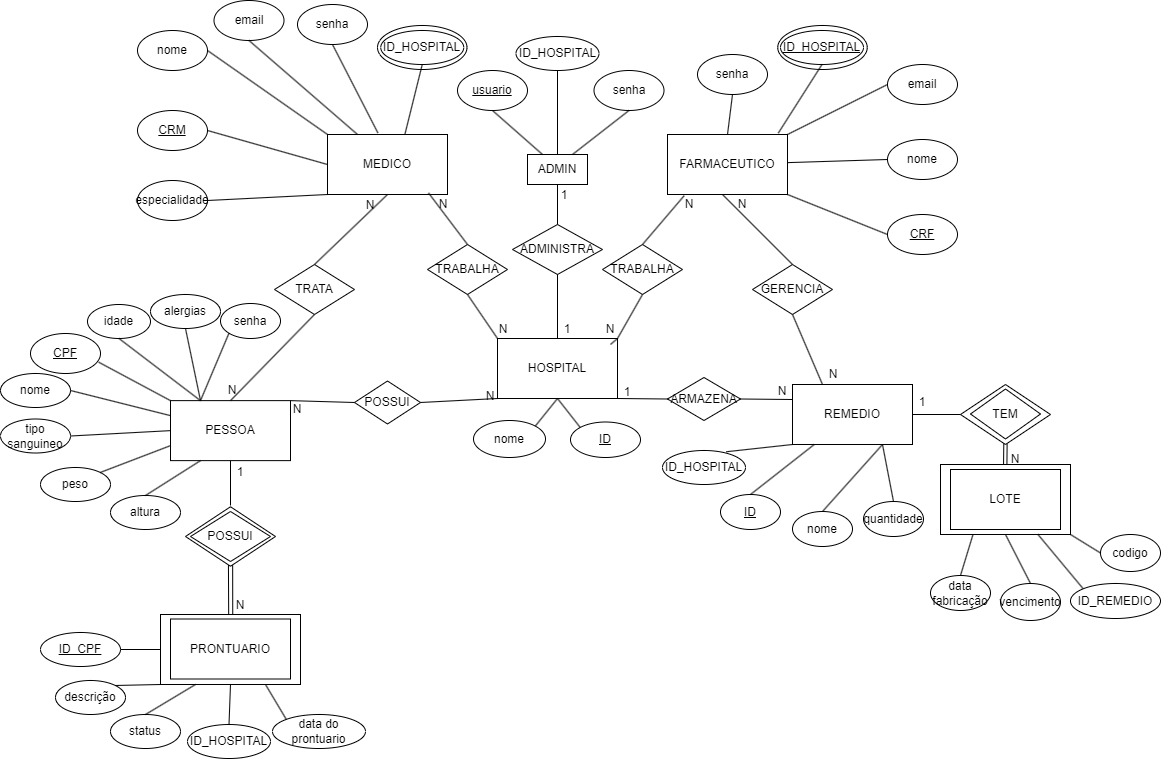 email
senha
nome
ID_HOSPITAL
ID_HOSPITAL
ID_HOSPITAL
senha
email
usuario
senha
CRM
MEDICO
ADMIN
FARMACEUTICO
nome
especialidade
N
N
1
N
N
CRF
ADMINISTRA
TRATA
TRABALHA
TRABALHA
GERENCIA
idade
alergias
senha
CPF
N
1
N
nome
N
HOSPITAL
N
N
POSSUI
N
1
ARMAZENA
N
REMEDIO
1
TEM
tipo
sanguineo
PESSOA
nome
ID
N
peso
1
ID_HOSPITAL
LOTE
altura
ID
nome
quantidade
POSSUI
codigo
N
data
fabricação
vencimento
ID_REMEDIO
ID_CPF
PRONTUARIO
descrição
status
ID_HOSPITAL
data do
prontuario